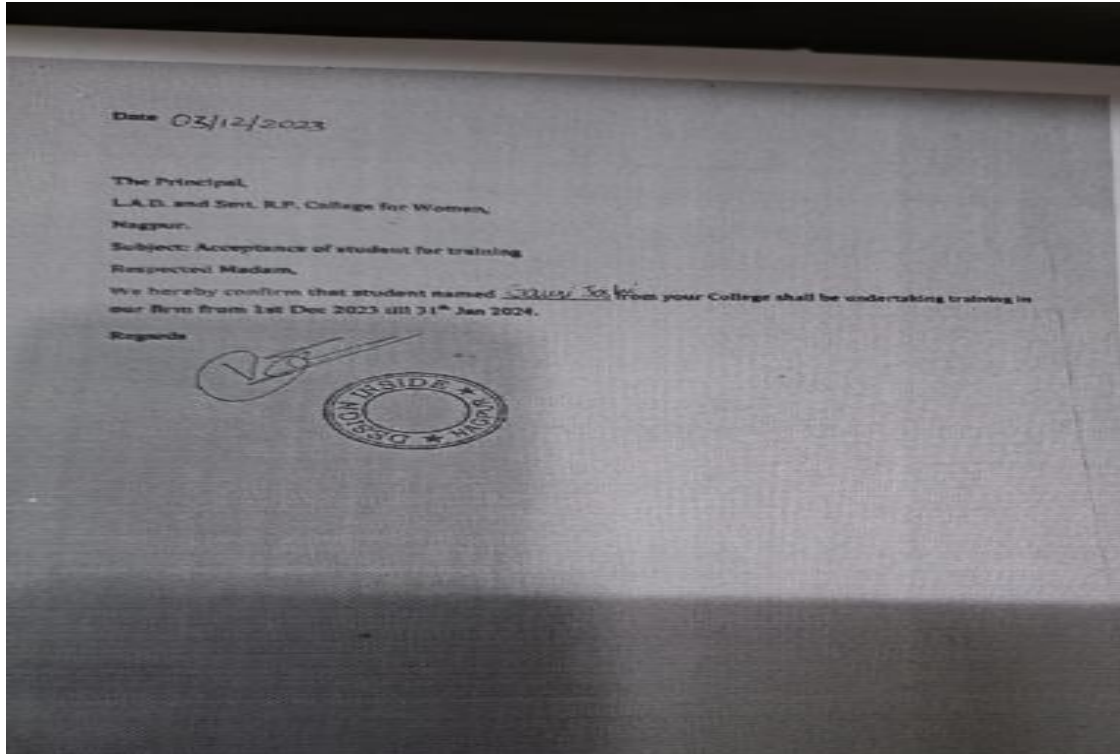 Date 03/12/2023
The Principal,
L.A.D. and Smt. R.P. College for Women,
Nagpur.
Subject: Acceptance of student for training
Respected Madam,
We hereby confirm that student named Gauri from your College shall be undertaking training in
our firm from 1st Dec 2023 till 31th Jan 2024.
Regards
DESIGN INSIDE ★ NAGPUR ★